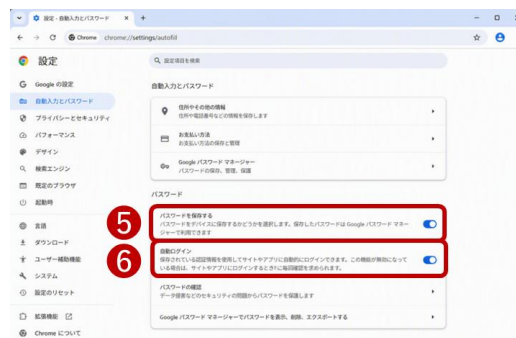 設定 - 自動入力とパスワード
Chrome chrome://settings/autofill
設定
設定項目を検索
Google の設定
自動入力とパスワード
プライバシーとセキュリティ
パフォーマンス
デザイン
検索エンジン
既定のブラウザ
起動時
言語
ダウンロード
ユーザー補助機能
システム
設定のリセット
拡張機能
Chrome について
自動入力とパスワード
住所やその他の情報
住所や電話番号などの情報を保存します
お支払い方法
お支払い方法の保存と管理
Google パスワード マネージャー
パスワードの保存、管理、保護
パスワード
5
パスワードを保存する
パスワードをデバイスに保存するかどうかを選択します。保存したパスワードは Google パスワード マネー
ジャーで利用できます
6
自動ログイン
保存されている認証情報を使用してサイトやアプリに自動的にログインできます。この機能が無効になって
いる場合は、サイトやアプリにログインするときに毎回確認を求められます。
パスワードの確認
データ侵害などのセキュリティの問題からパスワードを保護します
Google パスワード マネージャーでパスワードを表示、削除、エクスポートする